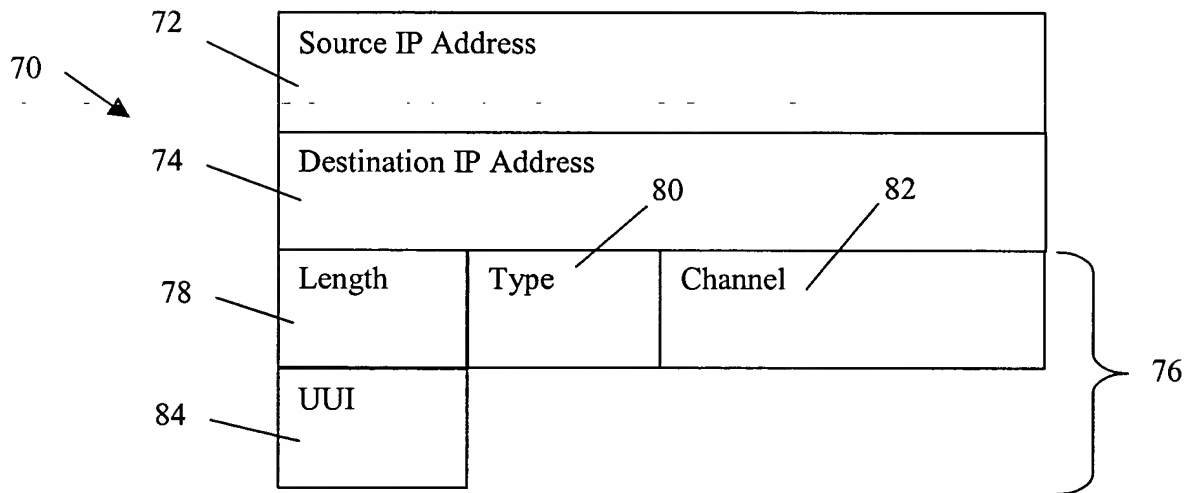 72
Source IP Address
70
74
Destination IP Address
80
82
Length
Type
Channel
78
76
UUI
84